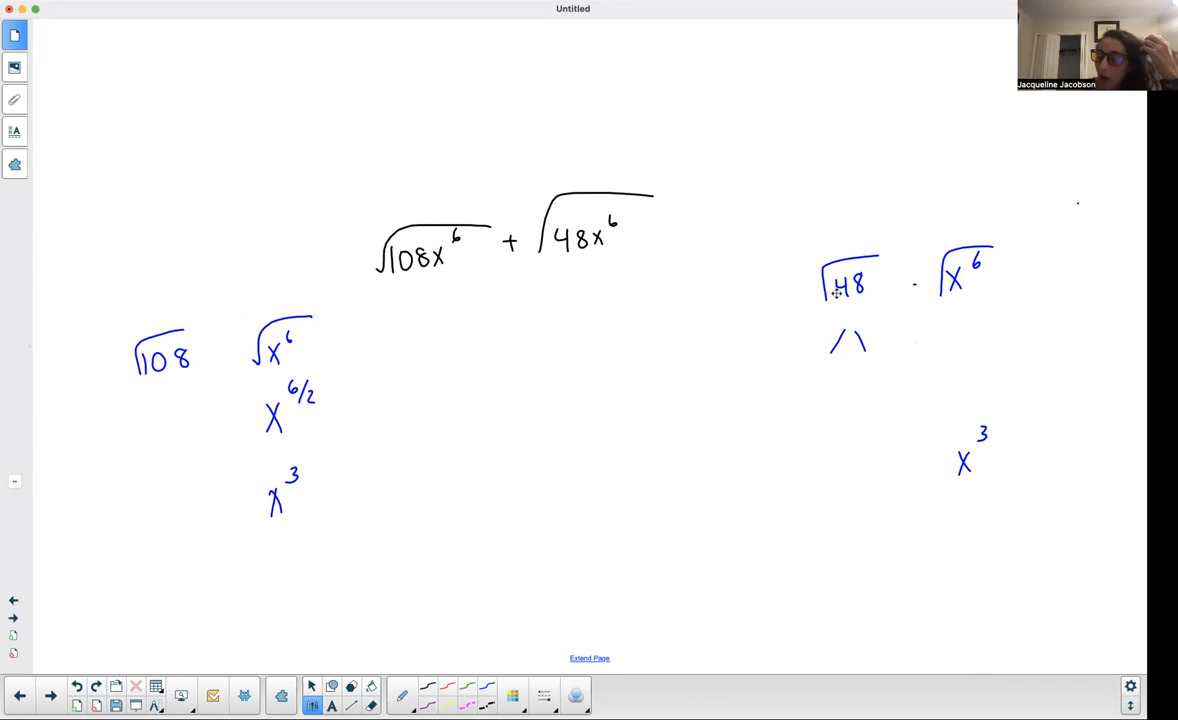 Untitled
Jacqueline Jacobson
√108x⁶ + √48x⁶
√48 · √x⁶
√108 √x⁶
x^6/2
x³
x³
Extend Page